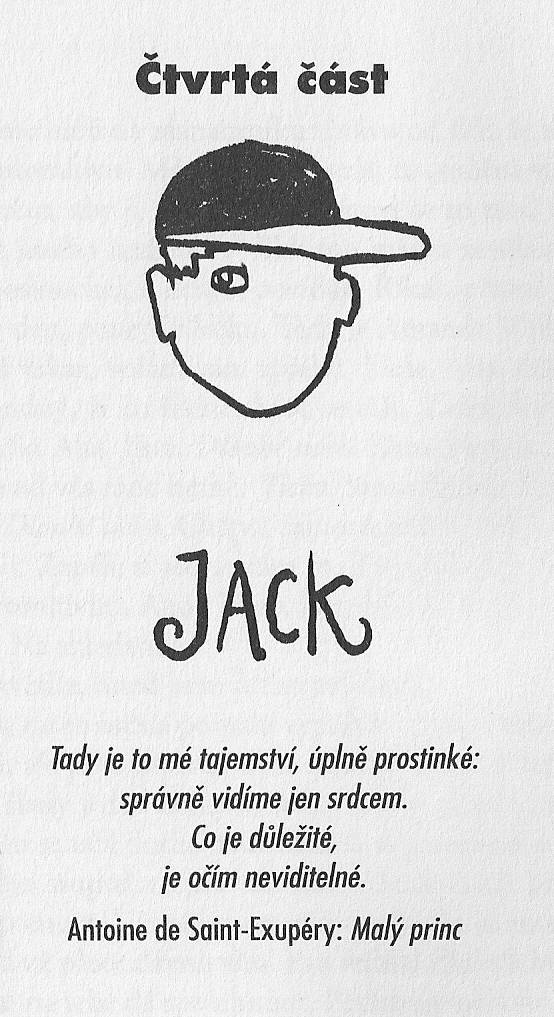 Čtvrtá část
JACK
Tady je to mé tajemství, úplně prostinké:
správně vidíme jen srdcem.
Co je důležité,
je očím neviditelné.
Antoine de Saint-Exupéry: Malý princ